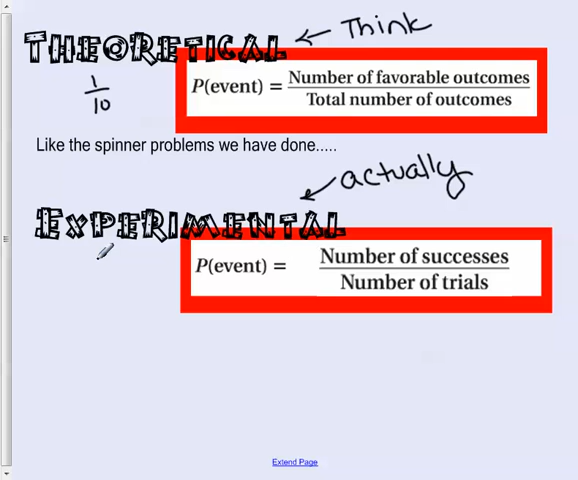 THEORETICAL ← Think
1/10
P(event) = Number of favorable outcomes / Total number of outcomes
Like the spinner problems we have done.....
actually
EXPERIMENTAL
P(event) = Number of successes / Number of trials
Extend Page